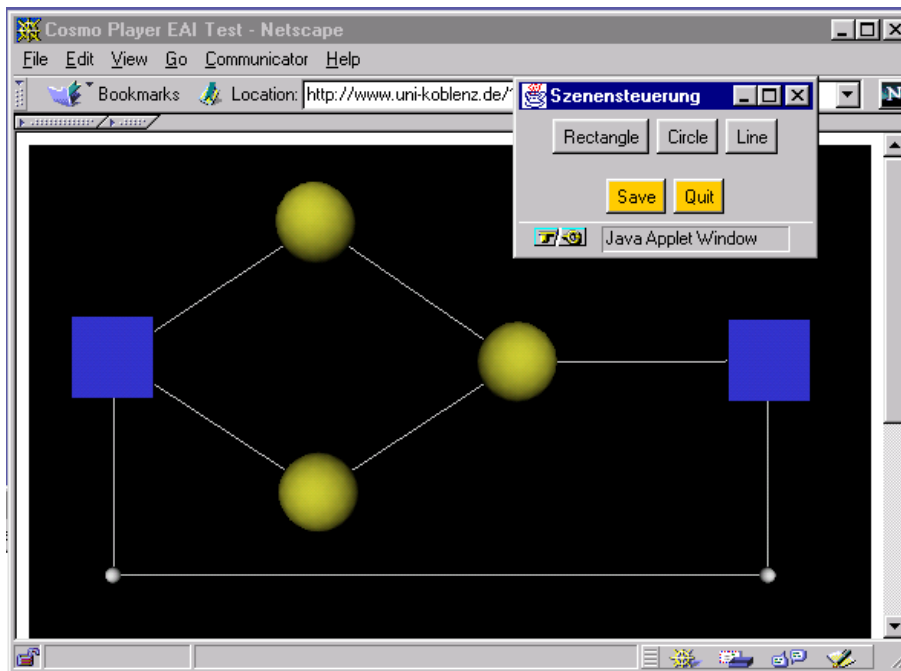 Cosmo Player EAI Test - Netscape
File Edit View Go Communicator Help
Bookmarks Location: http://www.uni-koblenz.de/
N
Szenensteuerung
Rectangle Circle Line
Save Quit
Java Applet Window